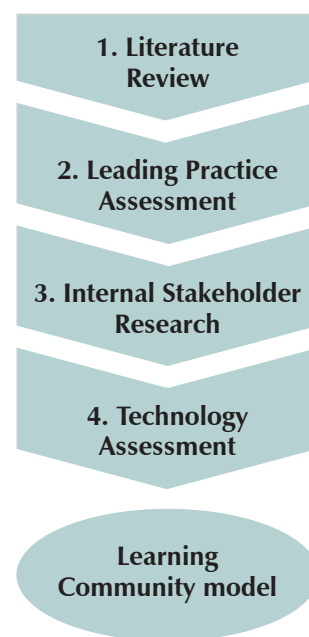 1. Literature
Review
2. Leading Practice
Assessment
3. Internal Stakeholder
Research
4. Technology
Assessment
Learning
Community model